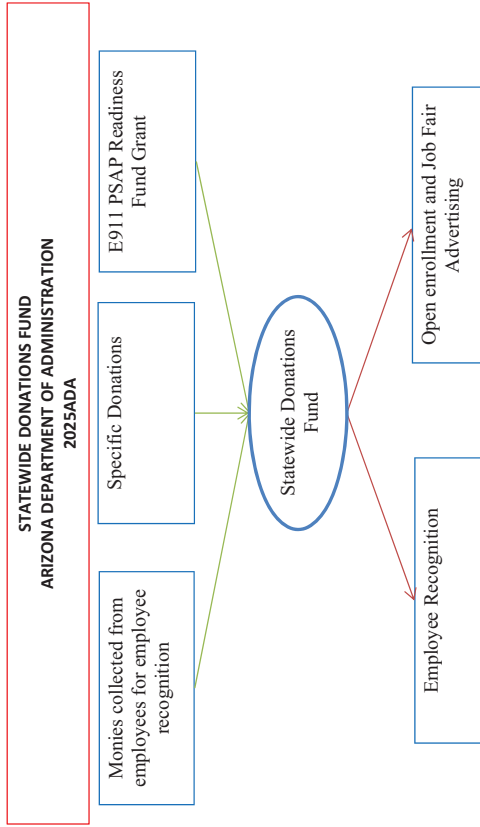 STATEWIDE DONATIONS FUND
ARIZONA DEPARTMENT OF ADMINISTRATION
2025ADA
Monies collected from
employees for employee
recognition
Specific Donations
E911 PSAP Readiness
Fund Grant
Statewide Donations
Fund
Employee Recognition
Open enrollment and Job Fair
Advertising